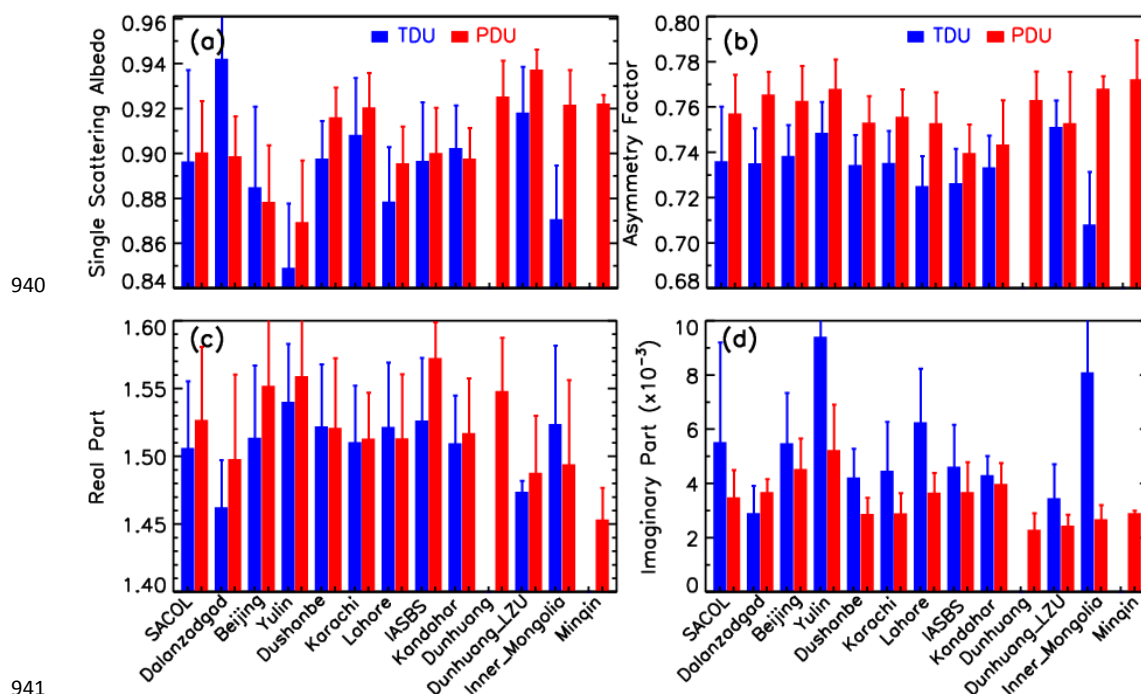 (a)
TDU PDU
Single Scattering Albedo
0.96
0.94
0.92
0.90
0.88
0.86
0.84
(b)
TDU PDU
Asymmetry Factor
0.80
0.78
0.76
0.74
0.72
0.70
0.68
940
(c)
Real Part
1.60
1.55
1.50
1.45
1.40
SACOL
Dalanzadgad
Beijing
Yulin
Dushanbe
Karachi
Lahore
IASBS
Kandahar
Dunhuang
Dunhuang_LZU
Inner_Mongolia
Minqin
(d)
Imaginary Part (x10⁻³)
10
8
6
4
2
0
SACOL
Dalanzadgad
Beijing
Yulin
Dushanbe
Karachi
Lahore
IASBS
Kandahar
Dunhuang
Dunhuang_LZU
Inner_Mongolia
Minqin
941